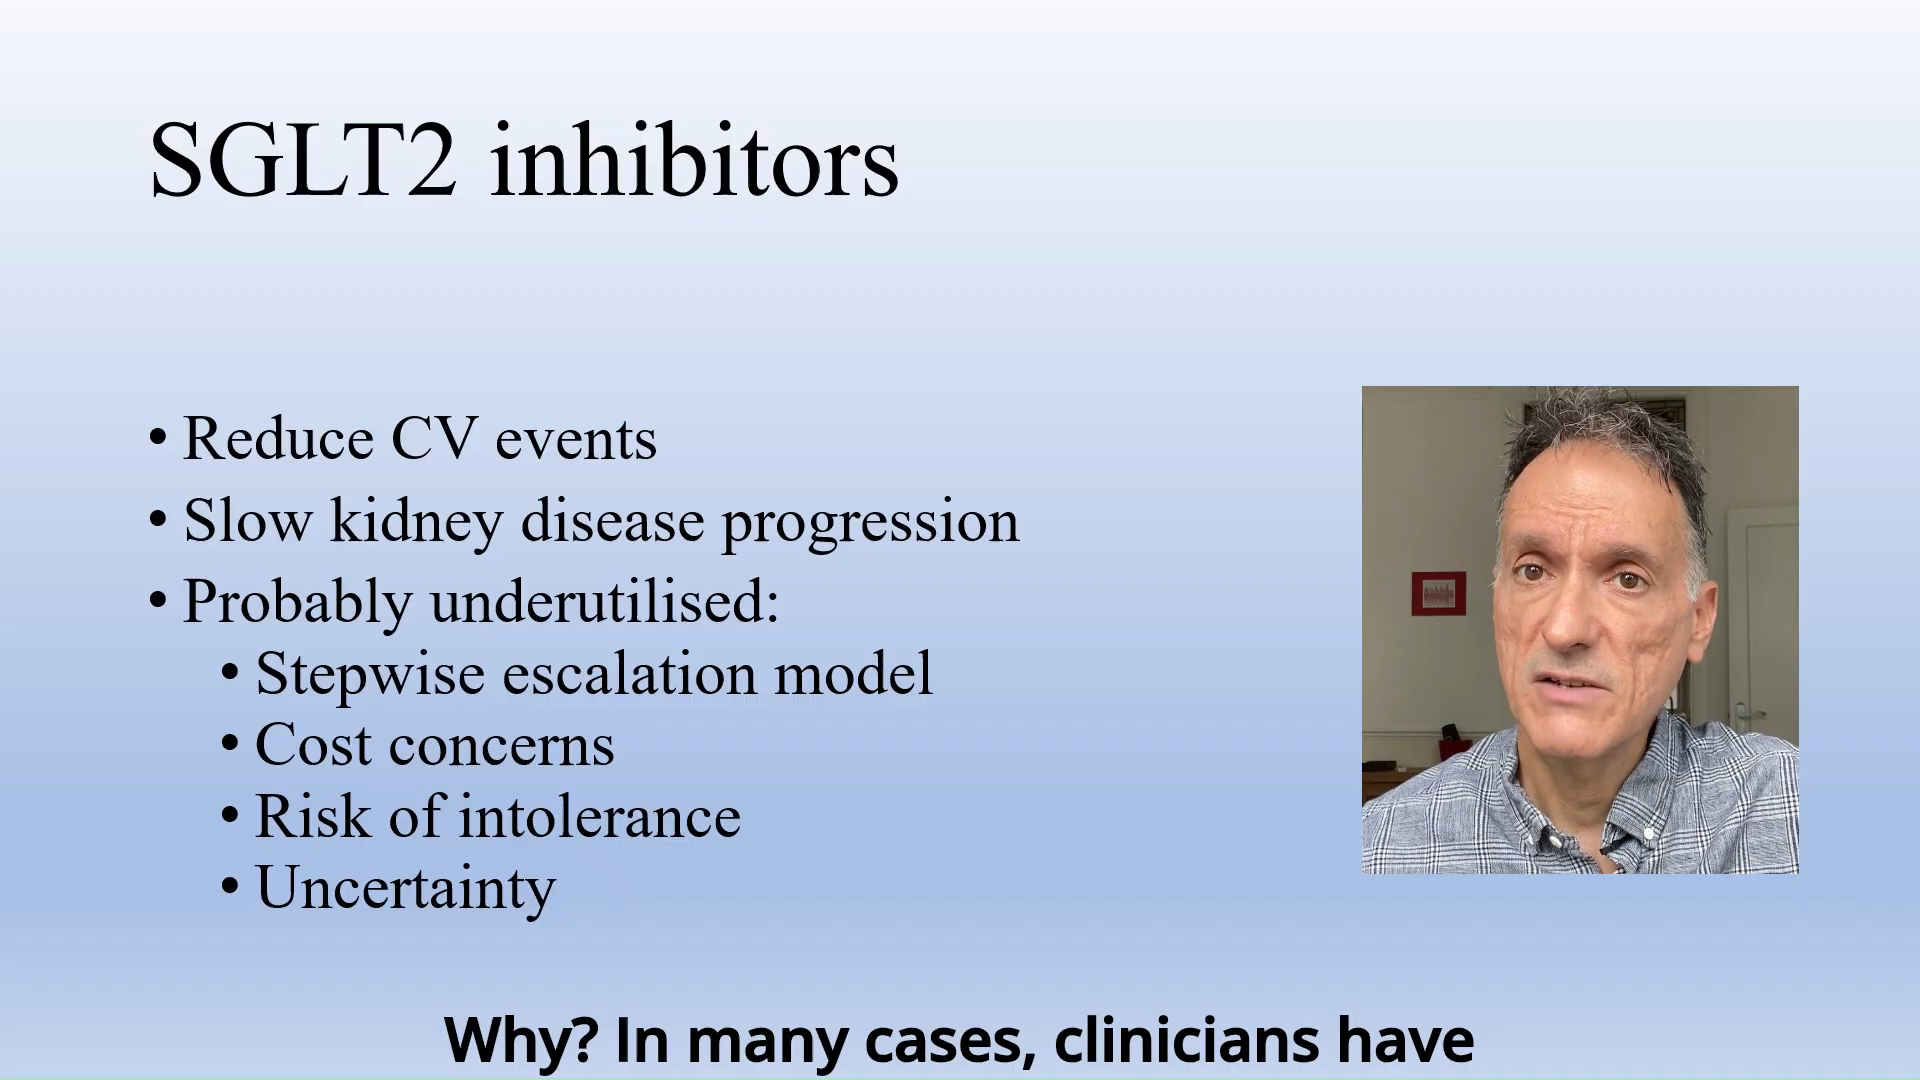 SGLT2 inhibitors
• Reduce CV events
• Slow kidney disease progression
• Probably underutilised:
• Stepwise escalation model
• Cost concerns
• Risk of intolerance
• Uncertainty
Why? In many cases, clinicians have